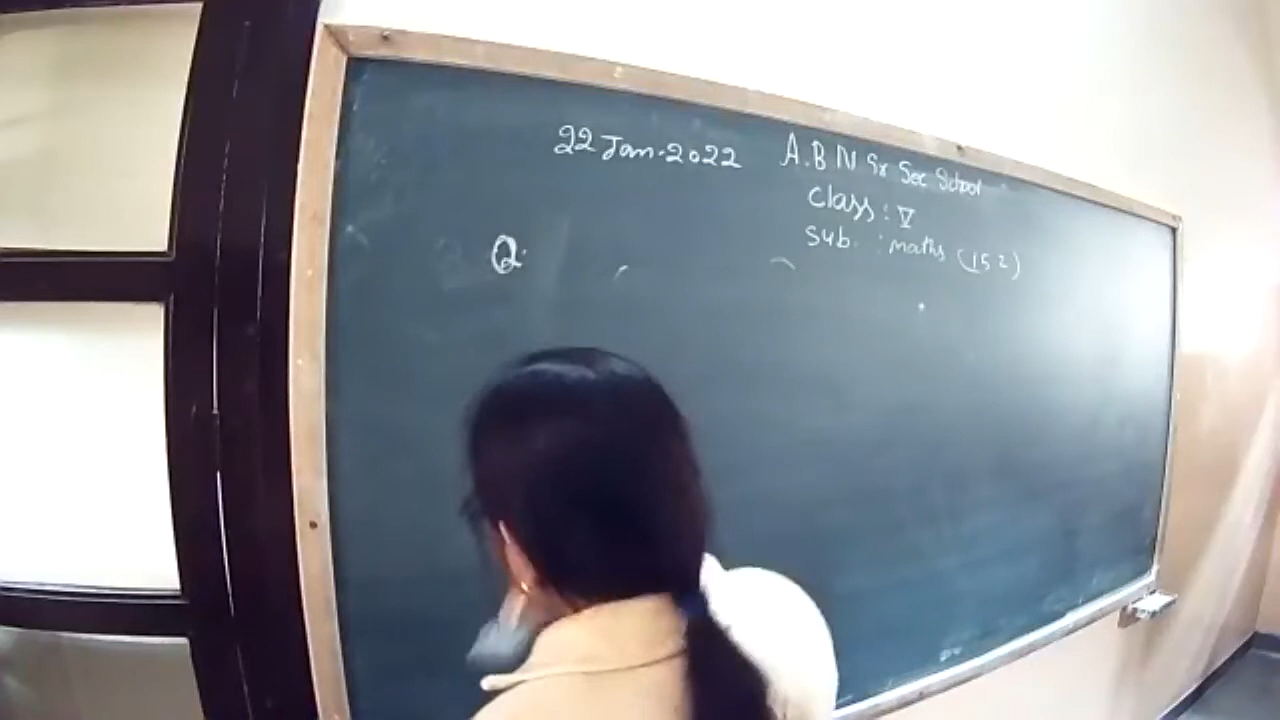 22 Jan-2022
A.B N Sr Sec School
Class : V
Sub. : maths (152)
Q.